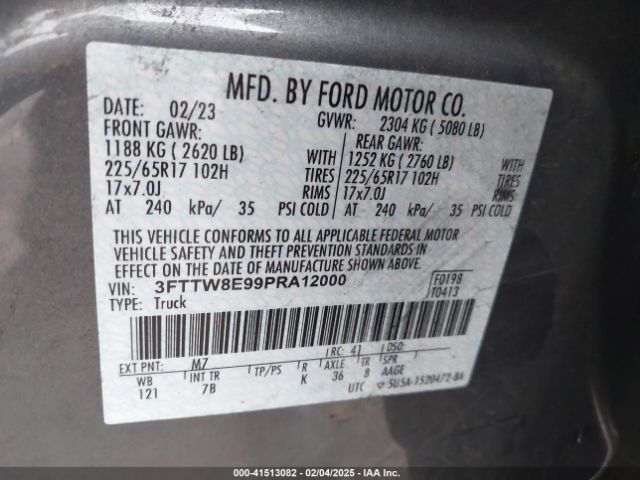 MFD. BY FORD MOTOR CO.
DATE: 02/23 GVWR: 2304 KG ( 5080 LB)
FRONT GAWR: REAR GAWR:
1188 KG ( 2620 LB) WITH 1252 KG ( 2760 LB) WITH
225/65R17 102H TIRES 225/65R17 102H TIRES
17x7.0J RIMS 17x7.0J RIMS
AT 240 kPa/ 35 PSI COLD AT 240 kPa/ 35 PSI COLD
THIS VEHICLE CONFORMS TO ALL APPLICABLE FEDERAL MOTOR
VEHICLE SAFETY AND THEFT PREVENTION STANDARDS IN
EFFECT ON THE DATE OF MANUFACTURE SHOWN ABOVE.
VIN: 3FTTW8E99PRA12000 F0198
TYPE: Truck T0413
EXT PNT: M7 RC: 41 DSO:
WB INT TR TP/PS R AXLE TR SPR
121 7B K 36 8 AAGE
UTC SU5A-1520472-BA
000-41513082 - 02/04/2025 - IAA Inc.